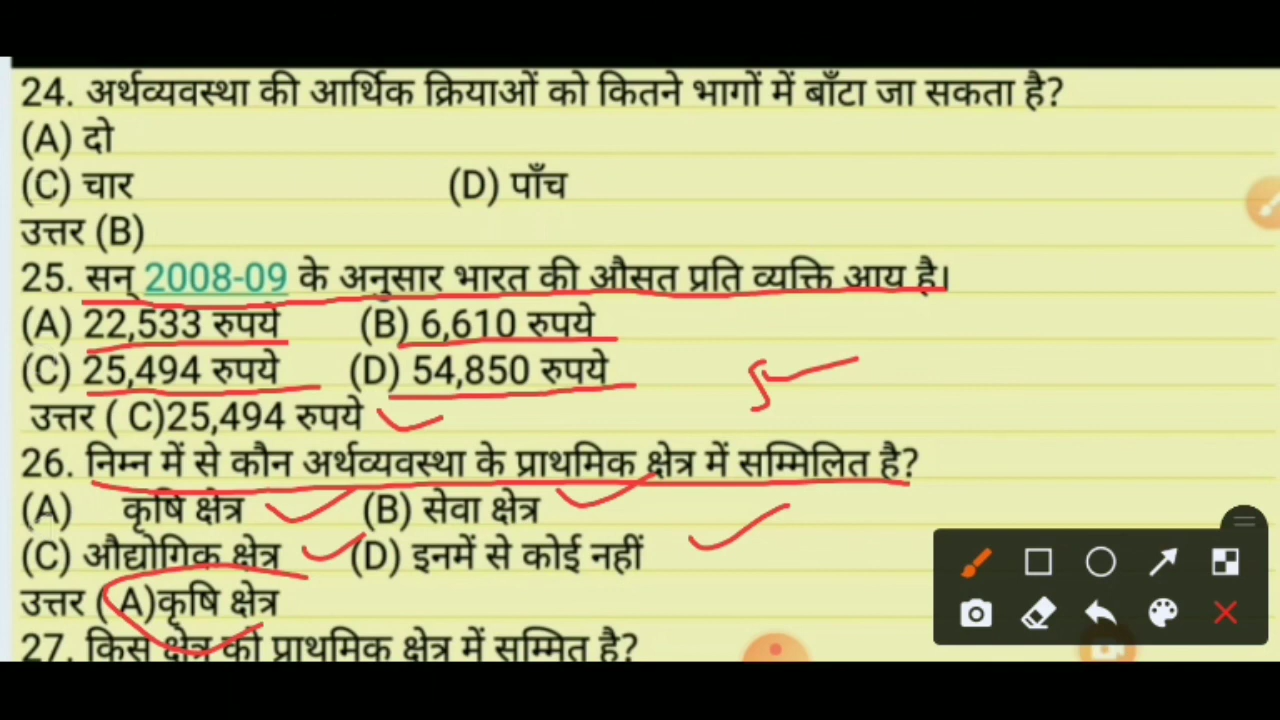 24. अर्थव्यवस्था की आर्थिक क्रियाओं को कितने भागों में बाँटा जा सकता है?
(A) दो
(C) चार (D) पाँच
उत्तर (B)
25. सन् 2008-09 के अनुसार भारत की औसत प्रति व्यक्ति आय है।
(A) 22,533 रुपये (B) 6,610 रुपये
(C) 25,494 रुपये (D) 54,850 रुपये
उत्तर ( C)25,494 रुपये
26. निम्न में से कौन अर्थव्यवस्था के प्राथमिक क्षेत्र में सम्मिलित है?
(A) कृषि क्षेत्र (B) सेवा क्षेत्र
(C) औद्योगिक क्षेत्र (D) इनमें से कोई नहीं
उत्तर ( A)कृषि क्षेत्र
27. किस क्षेत्र को प्राथमिक क्षेत्र में सम्मित है?